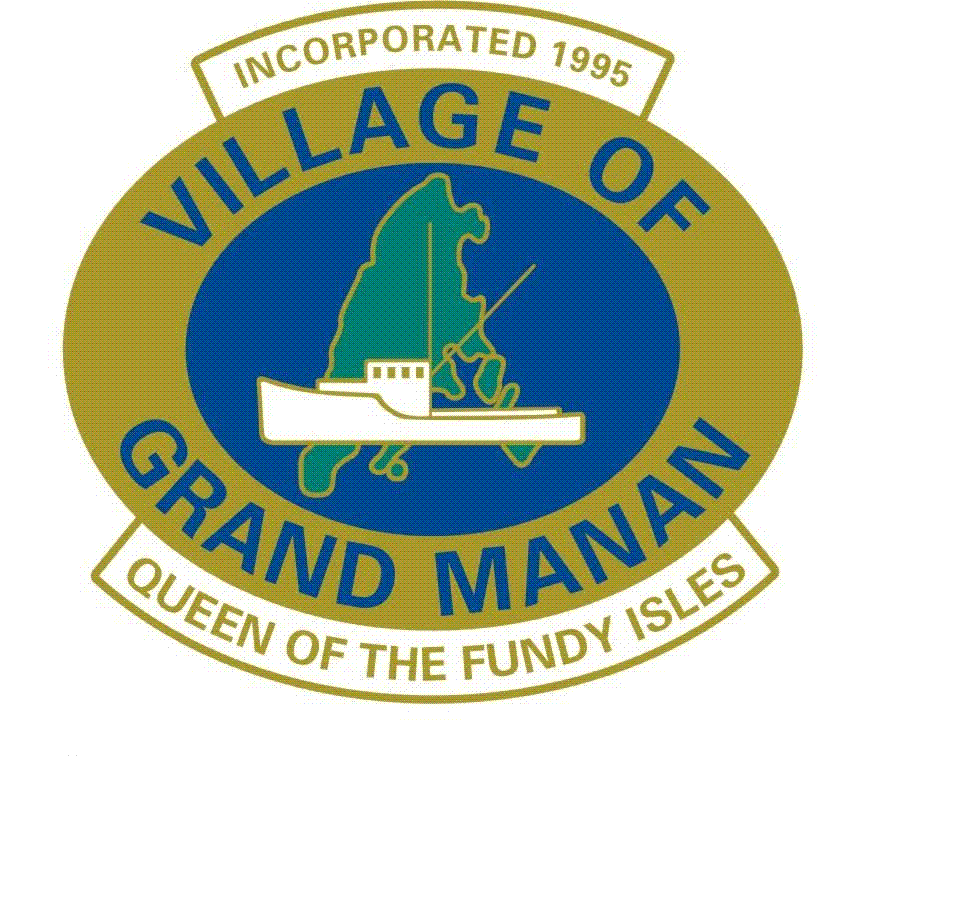 INCORPORATED 1995
VILLAGE OF
GRAND MANAN
QUEEN OF THE FUNDY ISLES